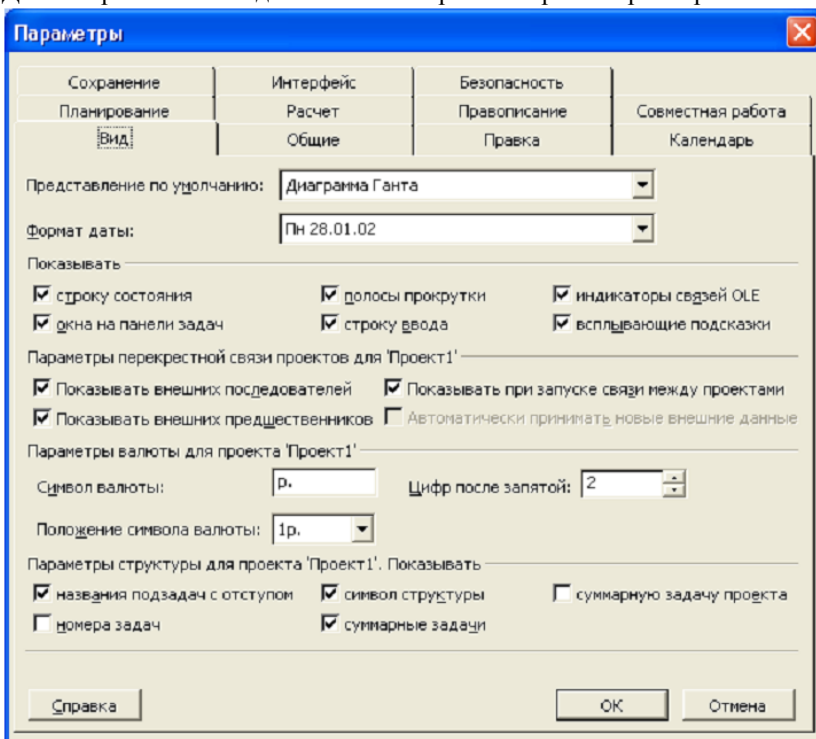 Параметры
Сохранение Интерфейс Безопасность
Планирование Расчет Правописание Совместная работа
Вид Общие Правка Календарь
Представление по умолчанию: Диаграмма Ганта
Формат даты: Пн 28.01.02
Показывать
строку состояния полосы прокрутки индикаторы связей OLE
окна на панели задач строку ввода всплывающие подсказки
Параметры перекрестной связи проектов для 'Проект1'
Показывать внешних последователей Показывать при запуске связи между проектами
Показывать внешних предшественников Автоматически принимать новые внешние данные
Параметры валюты для проекта 'Проект1'
Символ валюты: р. Цифр после запятой: 2
Положение символа валюты: 1р.
Параметры структуры для проекта 'Проект1'. Показывать
названия подзадач с отступом символ структуры суммарную задачу проекта
номера задач суммарные задачи
Справка ОК Отмена